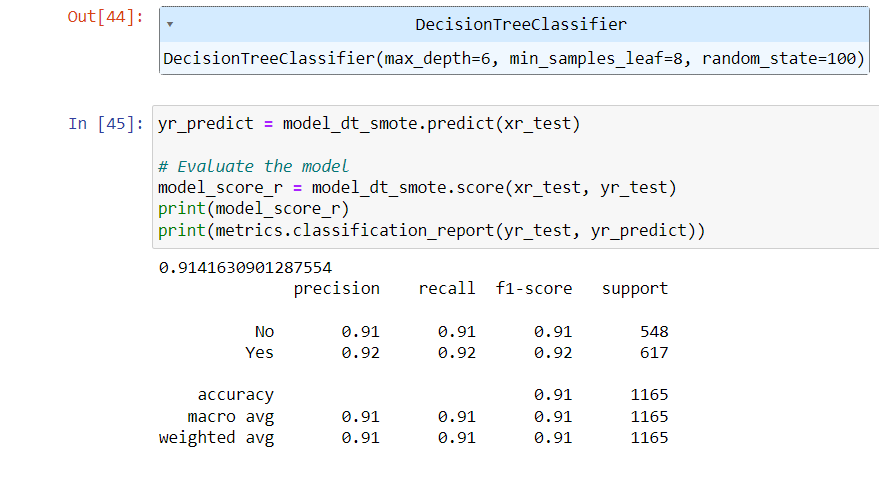 Out[44]:
▾ DecisionTreeClassifier
DecisionTreeClassifier(max_depth=6, min_samples_leaf=8, random_state=100)
In [45]: yr_predict = model_dt_smote.predict(xr_test)
# Evaluate the model
model_score_r = model_dt_smote.score(xr_test, yr_test)
print(model_score_r)
print(metrics.classification_report(yr_test, yr_predict))
0.9141630901287554
precision recall f1-score support
No 0.91 0.91 0.91 548
Yes 0.92 0.92 0.92 617
accuracy 0.91 1165
macro avg 0.91 0.91 0.91 1165
weighted avg 0.91 0.91 0.91 1165